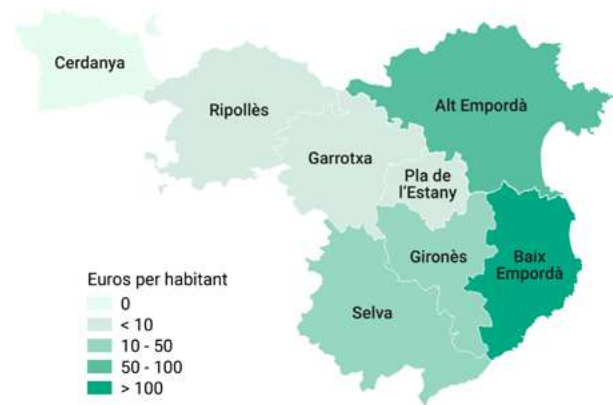 Cerdanya
Ripollès
Alt Empordà
Garrotxa
Pla de
l'Estany
Gironès
Baix
Empordà
Selva
Euros per habitant
0
< 10
10 - 50
50 - 100
> 100